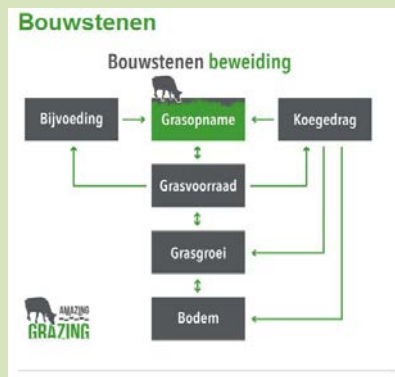 Bouwstenen
Bouwstenen beweiding
Bijvoeding
Grasopname
Koegedrag
Grasvoorraad
Grasgroei
Bodem
AMAZING
GRAZING